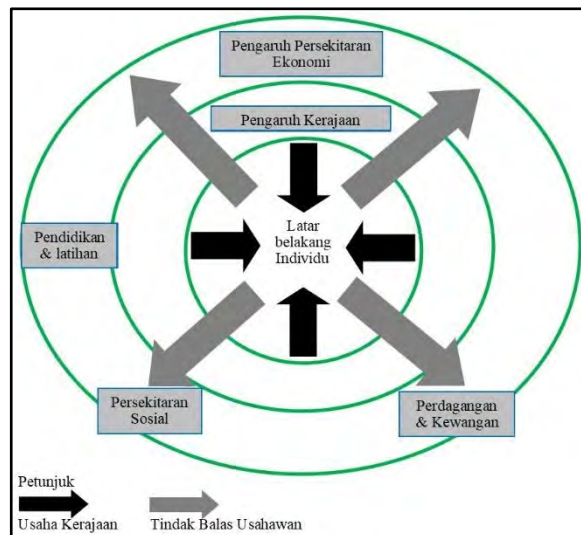 Pengaruh Persekitaran
Ekonomi
Pengaruh Kerajaan
Latar
belakang
Individu
Pendidikan
& latihan
Persekitaran
Sosial
Perdagangan
& Kewangan
Petunjuk
Usaha Kerajaan
Tindak Balas Usahawan